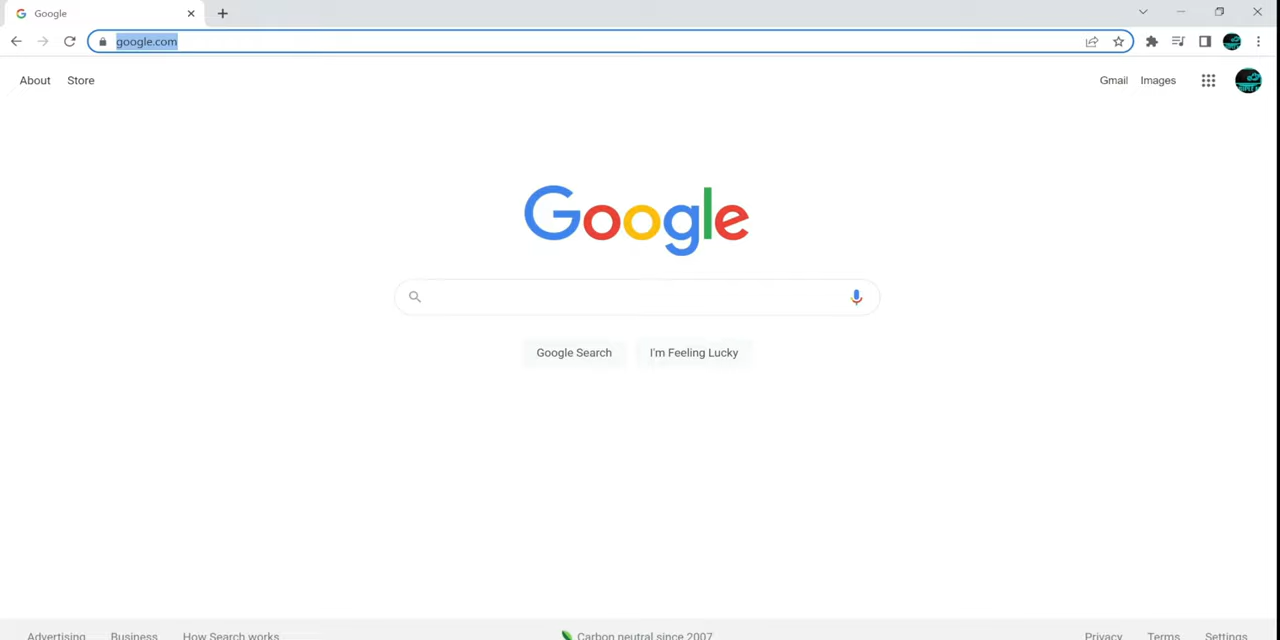 Google
google.com
About Store
Gmail Images
Google
Google Search I'm Feeling Lucky
Advertising Business How Search works
Carbon neutral since 2007
Privacy Terms Settings